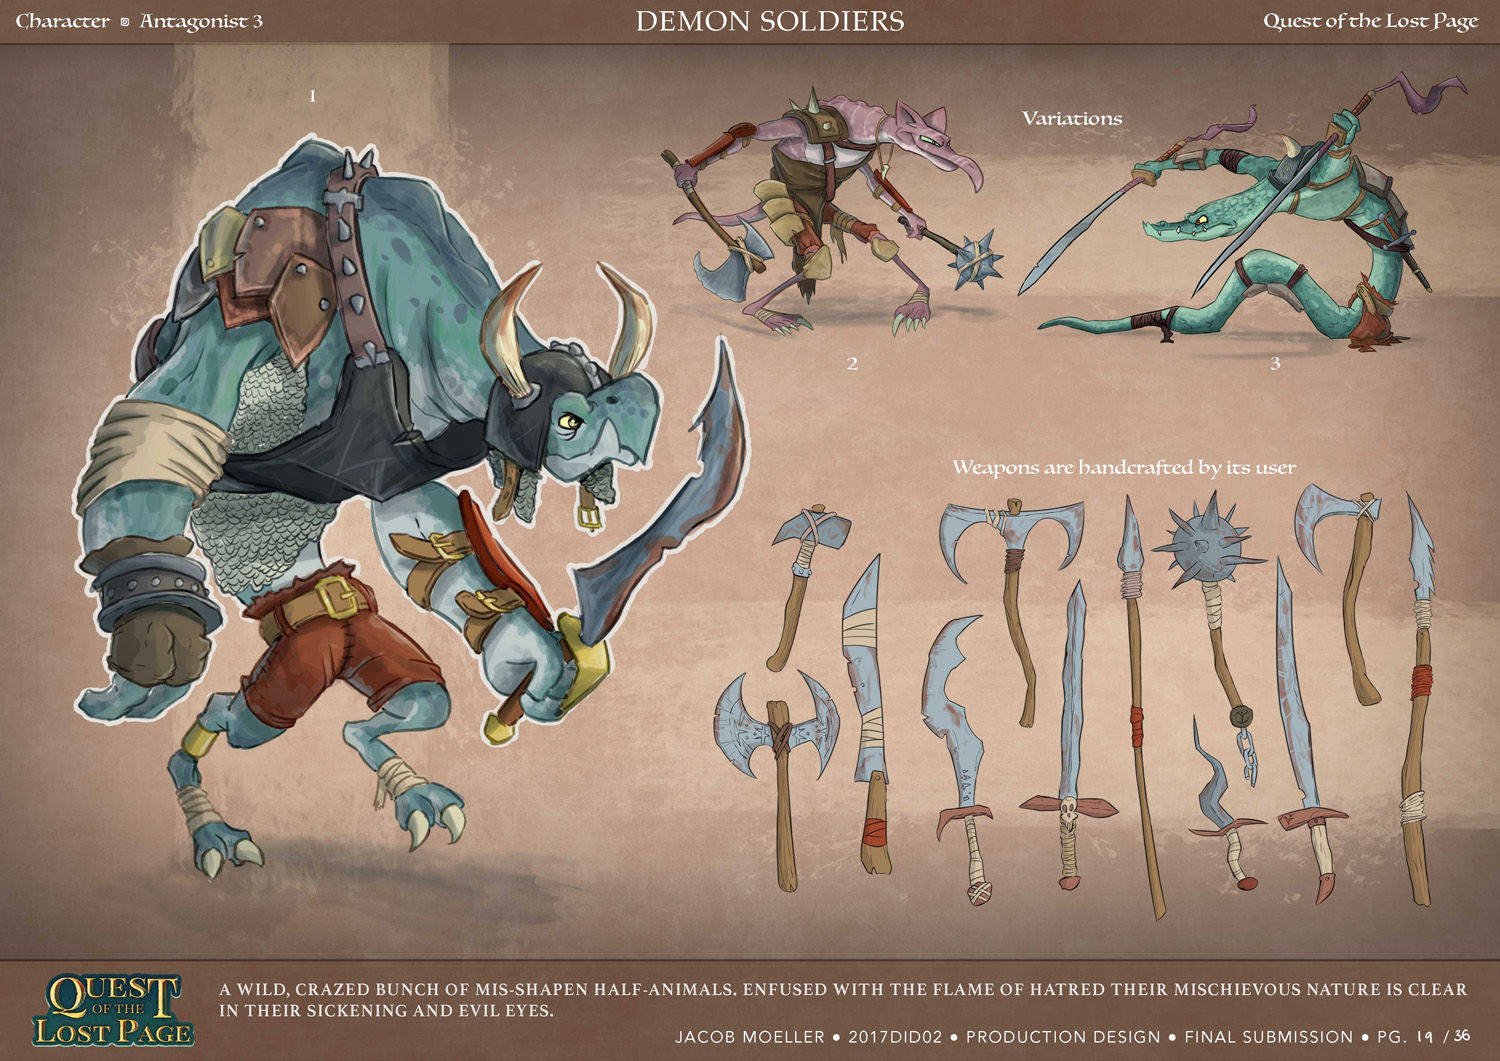 Character ◙ Antagonist 3
DEMON SOLDIERS
Quest of the Lost Page
1
Variations
2
3
Weapons are handcrafted by its user
QUEST
OF THE
LOST PAGE
A WILD, CRAZED BUNCH OF MIS-SHAPEN HALF-ANIMALS. ENFUSED WITH THE FLAME OF HATRED THEIR MISCHIEVOUS NATURE IS CLEAR
IN THEIR SICKENING AND EVIL EYES.
JACOB MOELLER • 2017DID02 • PRODUCTION DESIGN • FINAL SUBMISSION • PG. 19 / 36